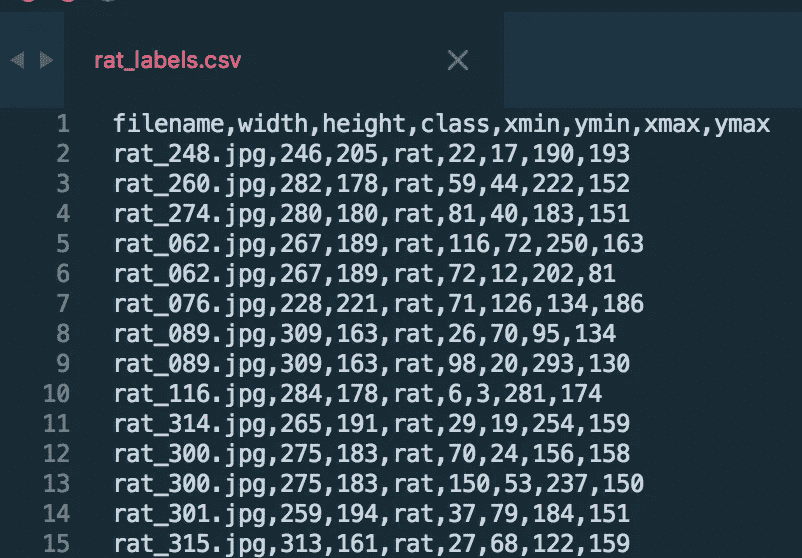 rat_labels.csv
1 filename,width,height,class,xmin,ymin,xmax,ymax
2 rat_248.jpg,246,205,rat,22,17,190,193
3 rat_260.jpg,282,178,rat,59,44,222,152
4 rat_274.jpg,280,180,rat,81,40,183,151
5 rat_062.jpg,267,189,rat,116,72,250,163
6 rat_062.jpg,267,189,rat,72,12,202,81
7 rat_076.jpg,228,221,rat,71,126,134,186
8 rat_089.jpg,309,163,rat,26,70,95,134
9 rat_089.jpg,309,163,rat,98,20,293,130
10 rat_116.jpg,284,178,rat,6,3,281,174
11 rat_314.jpg,265,191,rat,29,19,254,159
12 rat_300.jpg,275,183,rat,70,24,156,158
13 rat_300.jpg,275,183,rat,150,53,237,150
14 rat_301.jpg,259,194,rat,37,79,184,151
15 rat_315.jpg,313,161,rat,27,68,122,159